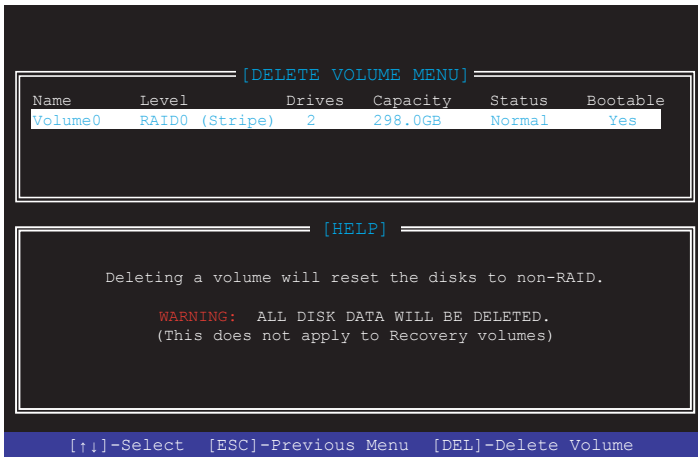 [DELETE VOLUME MENU]
Name Level Drives Capacity Status Bootable
Volume0 RAID0 (Stripe) 2 298.0GB Normal Yes
[HELP]
Deleting a volume will reset the disks to non-RAID.
WARNING: ALL DISK DATA WILL BE DELETED.
(This does not apply to Recovery volumes)
[↑↓]-Select [ESC]-Previous Menu [DEL]-Delete Volume